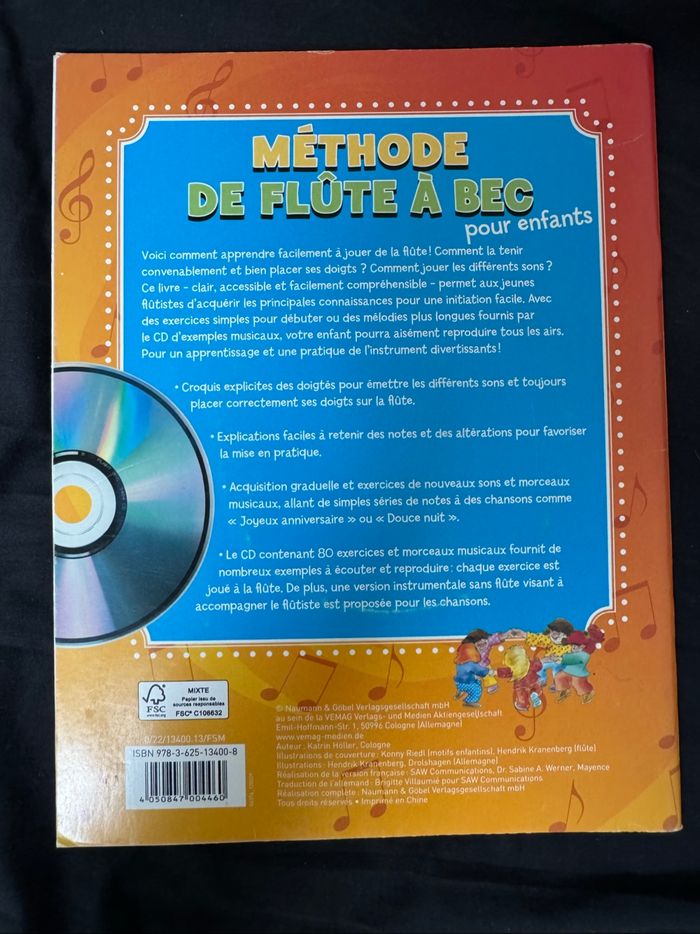 MÉTHODE
DE FLÛTE À BEC
pour enfants
Voici comment apprendre facilement à jouer de la flûte! Comment la tenir
convenablement et bien placer ses doigts ? Comment jouer les différents sons ?
Ce livre - clair, accessible et facilement compréhensible - permet aux jeunes
flûtistes d'acquérir les principales connaissances pour une initiation facile. Avec
des exercices simples pour débuter ou des mélodies plus longues fournis par
le CD d'exemples musicaux, votre enfant pourra aisément reproduire tous les airs.
Pour un apprentissage et une pratique de l'instrument divertissants!
• Croquis explicites des doigtés pour émettre les différents sons et toujours
placer correctement ses doigts sur la flûte.
• Explications faciles à retenir des notes et des altérations pour favoriser
la mise en pratique.
• Acquisition graduelle et exercices de nouveaux sons et morceaux
musicaux, allant de simples séries de notes à des chansons comme
« Joyeux anniversaire » ou « Douce nuit ».
• Le CD contenant 80 exercices et morceaux musicaux fournit de
nombreux exemples à écouter et reproduire: chaque exercice est
joué à la flûte. De plus, une version instrumentale sans flûte visant à
accompagner le flûtiste est proposée pour les chansons.
FSC
www.fsc.org
MIXTE
Papier issu de
sources responsables
FSC® C106632
© Naumann & Göbel Verlagsgesellschaft mbH
au sein de la VEMAG Verlags- und Medien Aktiengesellschaft
Emil-Hoffmann-Str. 1, 50996 Cologne (Allemagne)
www.vemag-medien.de
Auteur : Katrin Höller, Cologne
Illustrations de couverture : Konny Riedl (motifs enfantins), Hendrik Kranenberg (flûte)
Illustrations : Hendrik Kranenberg, Drolshagen (Allemagne)
Réalisation de la version française : SAW Communications, Dr. Sabine A. Werner, Mayence
Traduction de l'allemand : Brigitte Villaumié pour SAW Communications
Réalisation complète : Naumann & Göbel Verlagsgesellschaft mbH
Tous droits réservés • Imprimé en Chine
0/22/13400.13/FSM
ISBN 978-3-625-13400-8
4 050847 004460